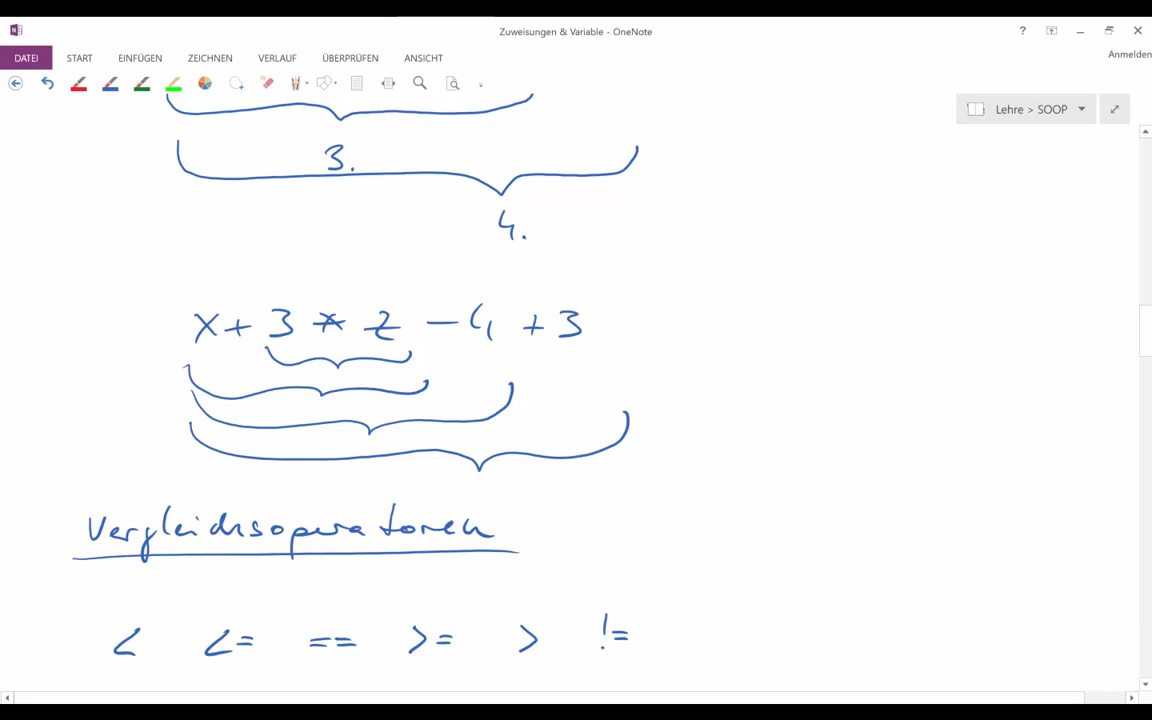 Zuweisungen & Variable - OneNote
?
Anmelden
DATEI START EINFÜGEN ZEICHNEN VERLAUF ÜBERPRÜFEN ANSICHT
Lehre > SOOP
3.
4.
x + 3 * z - 4 + 3
Vergleichsoperatoren
< <= == >= > !=